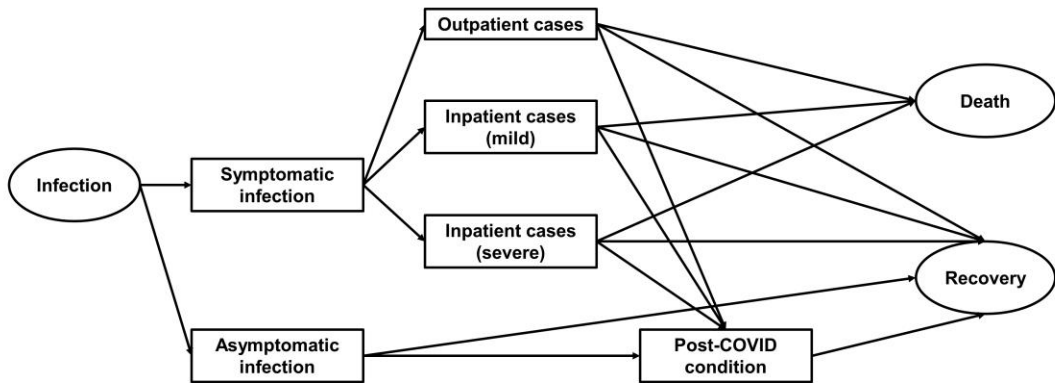 Outpatient cases
Inpatient cases
(mild)
Death
Infection
Symptomatic
infection
Inpatient cases
(severe)
Recovery
Asymptomatic
infection
Post-COVID
condition